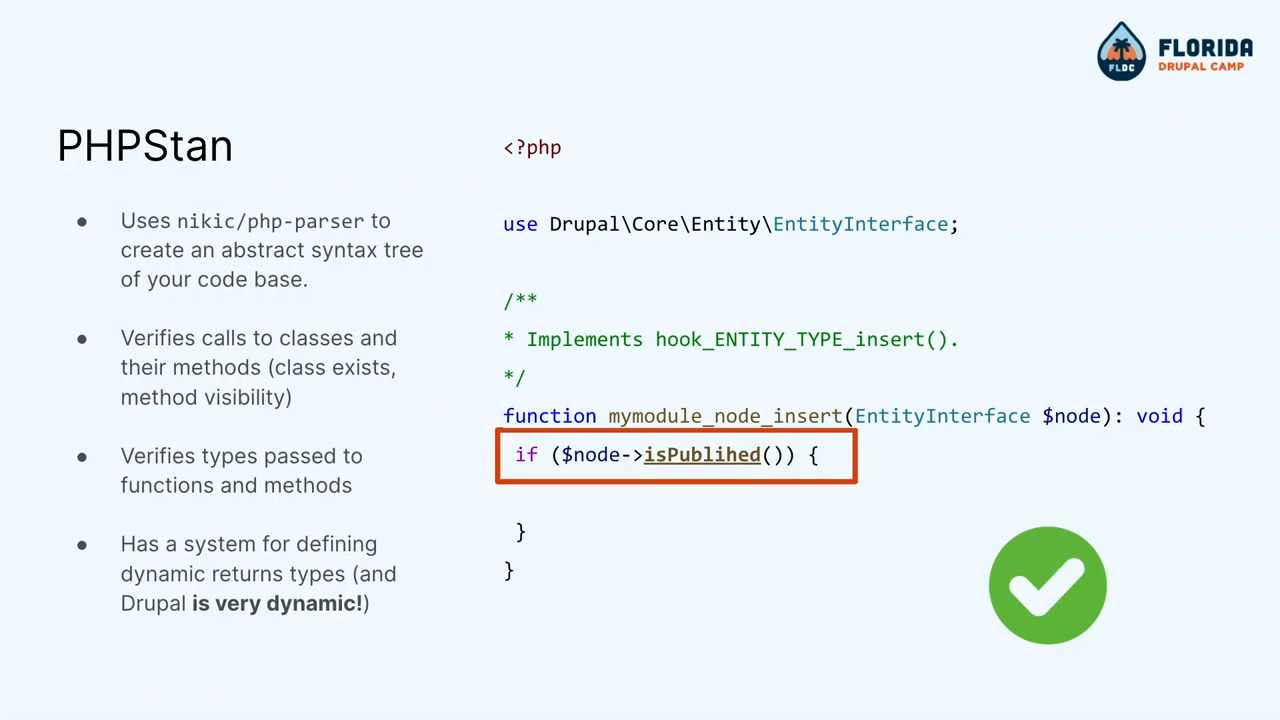 FLORIDA
DRUPAL CAMP
FLDC
PHPStan
● Uses nikic/php-parser to
create an abstract syntax tree
of your code base.
● Verifies calls to classes and
their methods (class exists,
method visibility)
● Verifies types passed to
functions and methods
● Has a system for defining
dynamic returns types (and
Drupal is very dynamic!)
<?php
use Drupal\Core\Entity\EntityInterface;
/**
* Implements hook_ENTITY_TYPE_insert().
*/
function mymodule_node_insert(EntityInterface $node): void {
if ($node->isPublihed()) {
}
}